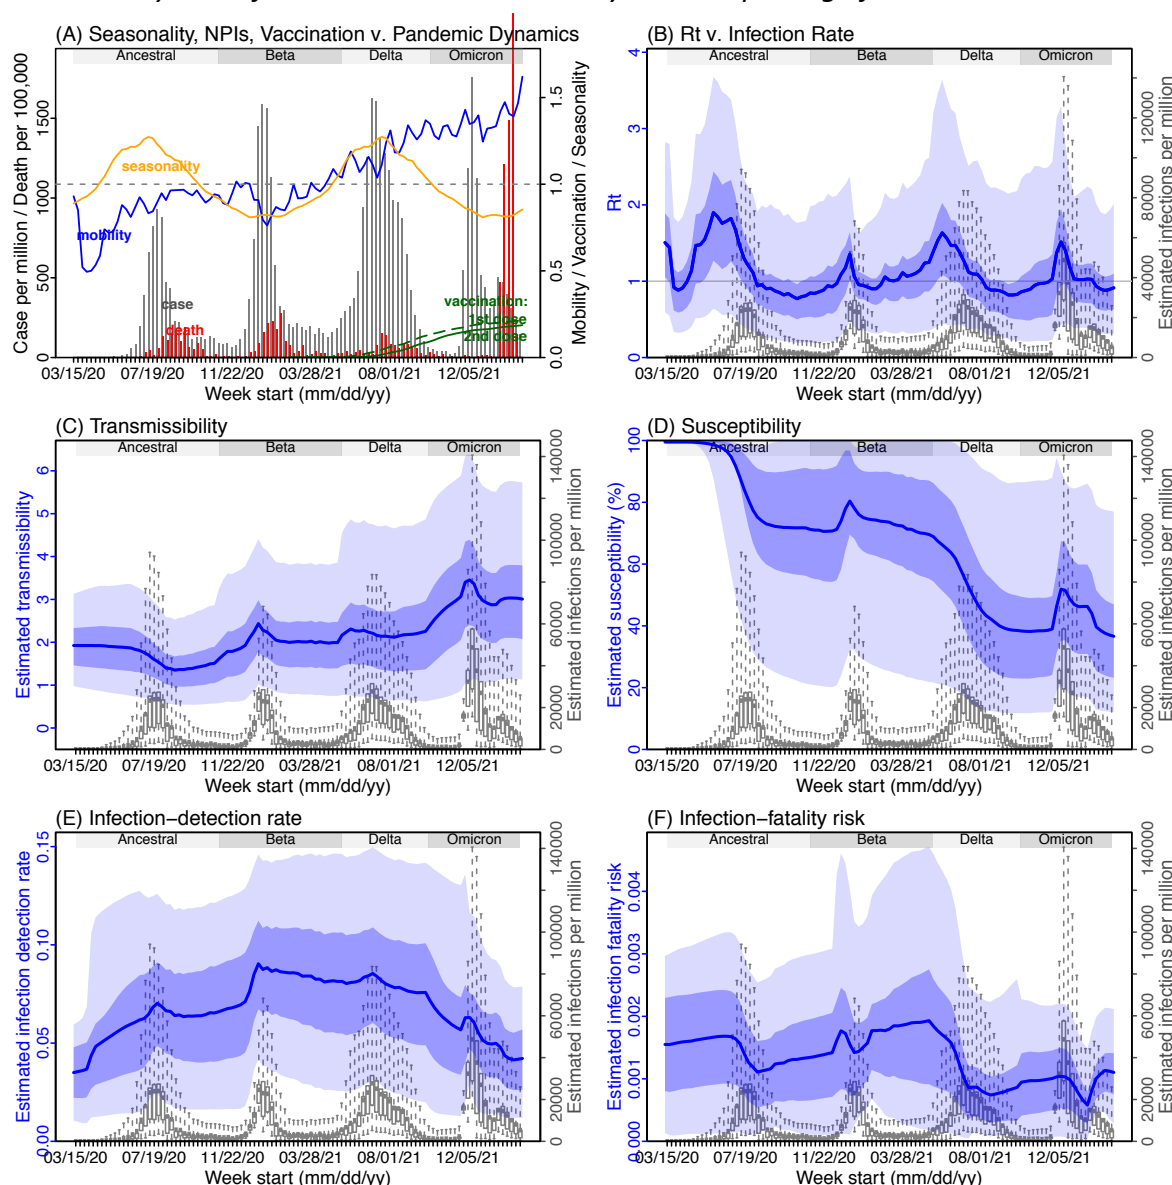 (A) Seasonality, NPIs, Vaccination v. Pandemic Dynamics
Ancestral Beta Delta Omicron
Case per million / Death per 100,000
0 500 1000 1500
seasonality
mobility
case
death
vaccination:
1st dose
2nd dose
0.0 0.5 1.0 1.5
Mobility / Vaccination / Seasonality
03/15/20 07/19/20 11/22/20 03/28/21 08/01/21 12/05/21
Week start (mm/dd/yy)
(B) Rt v. Infection Rate
Ancestral Beta Delta Omicron
Rt
0 1 2 3 4
0 40000 80000 120000
Estimated infections per million
03/15/20 07/19/20 11/22/20 03/28/21 08/01/21 12/05/21
Week start (mm/dd/yy)
(C) Transmissibility
Ancestral Beta Delta Omicron
Estimated transmissibility
0 1 2 3 4 5 6
0 20000 60000 100000 140000
Estimated infections per million
03/15/20 07/19/20 11/22/20 03/28/21 08/01/21 12/05/21
Week start (mm/dd/yy)
(D) Susceptibility
Ancestral Beta Delta Omicron
Estimated susceptibility (%)
0 20 40 60 80 100
0 20000 60000 100000 140000
Estimated infections per million
03/15/20 07/19/20 11/22/20 03/28/21 08/01/21 12/05/21
Week start (mm/dd/yy)
(E) Infection−detection rate
Ancestral Beta Delta Omicron
Estimated infection detection rate
0.00 0.05 0.10 0.15
0 20000 60000 100000 140000
Estimated infections per million
03/15/20 07/19/20 11/22/20 03/28/21 08/01/21 12/05/21
Week start (mm/dd/yy)
(F) Infection−fatality risk
Ancestral Beta Delta Omicron
Estimated infection fatality risk
0.000 0.001 0.002 0.003 0.004
0 20000 60000 100000 140000
Estimated infections per million
03/15/20 07/19/20 11/22/20 03/28/21 08/01/21 12/05/21
Week start (mm/dd/yy)